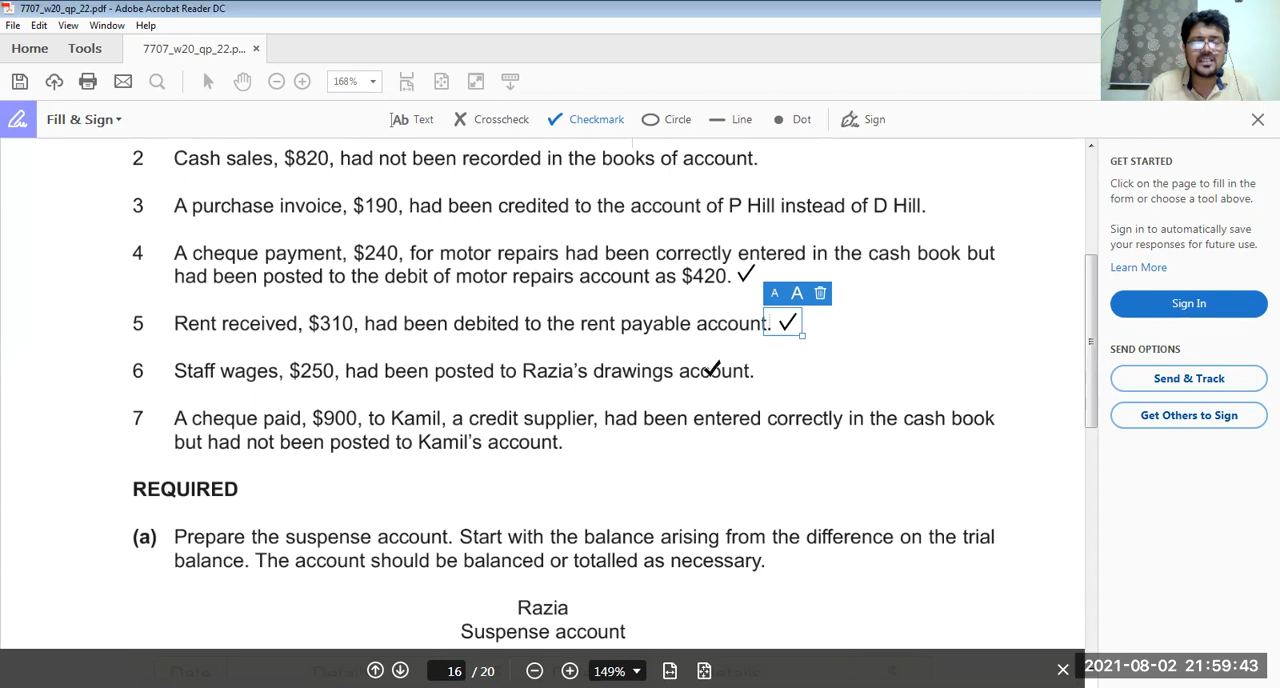 7707_w20_qp_22.pdf - Adobe Acrobat Reader DC
File Edit View Window Help
Home Tools 7707_w20_qp_22.p... ×
168%
Fill & Sign Ab Text Crosscheck Checkmark Circle Line Dot Sign
2 Cash sales, $820, had not been recorded in the books of account.
3 A purchase invoice, $190, had been credited to the account of P Hill instead of D Hill.
4 A cheque payment, $240, for motor repairs had been correctly entered in the cash book but
had been posted to the debit of motor repairs account as $420.
A A
5 Rent received, $310, had been debited to the rent payable account.
6 Staff wages, $250, had been posted to Razia's drawings account.
7 A cheque paid, $900, to Kamil, a credit supplier, had been entered correctly in the cash book
but had not been posted to Kamil's account.
REQUIRED
(a) Prepare the suspense account. Start with the balance arising from the difference on the trial
balance. The account should be balanced or totalled as necessary.
Razia
Suspense account
GET STARTED
Click on the page to fill in the
form or choose a tool above.
Sign in to automatically save
your responses for future use.
Learn More
Sign In
SEND OPTIONS
Send & Track
Get Others to Sign
16 / 20 149%
2021-08-02 21:59:43